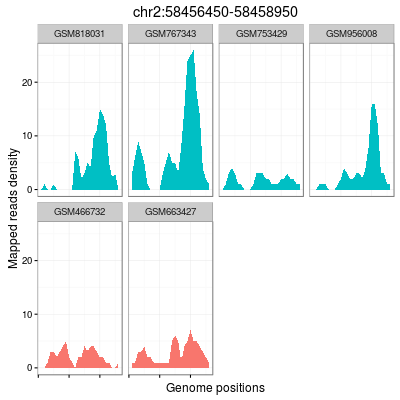 chr2:58456450-58458950
GSM818031 GSM767343 GSM753429 GSM956008
20
10
0
GSM466732 GSM663427
20
10
0
Mapped reads density
Genome positions